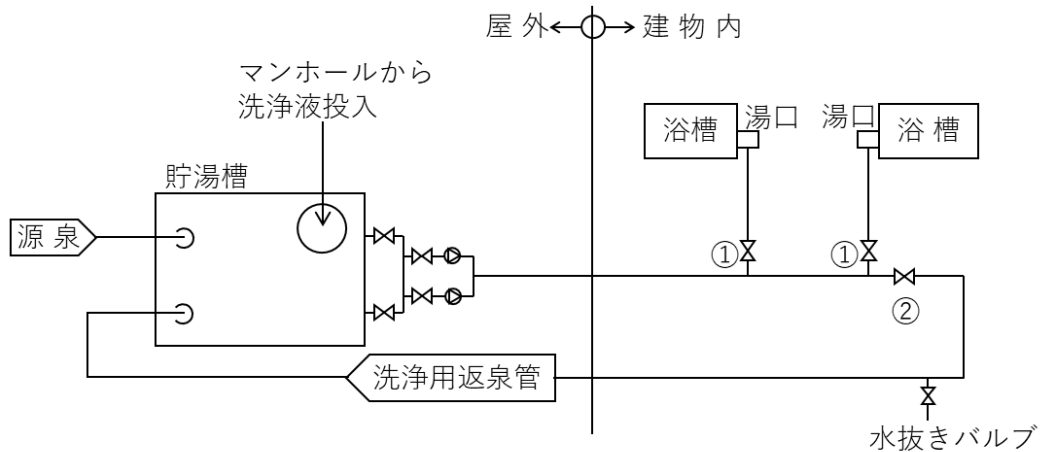 屋 外
建 物 内
マンホールから
洗浄液投入
浴槽
湯口
湯口
浴 槽
貯湯槽
源 泉
①
①
②
洗浄用返泉管
水抜きバルブ